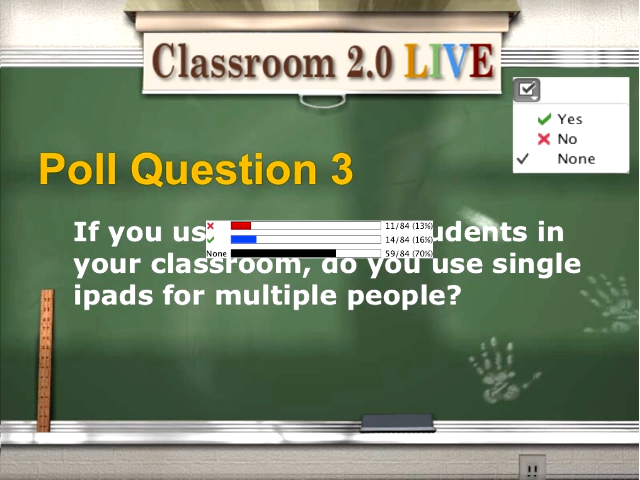 Classroom 2.0 LIVE
Yes
No
None
Poll Question 3
If you us udents in
your classroom, do you use single
ipads for multiple people?
11/84 (13%)
14/84 (16%)
None 59/84 (70%)